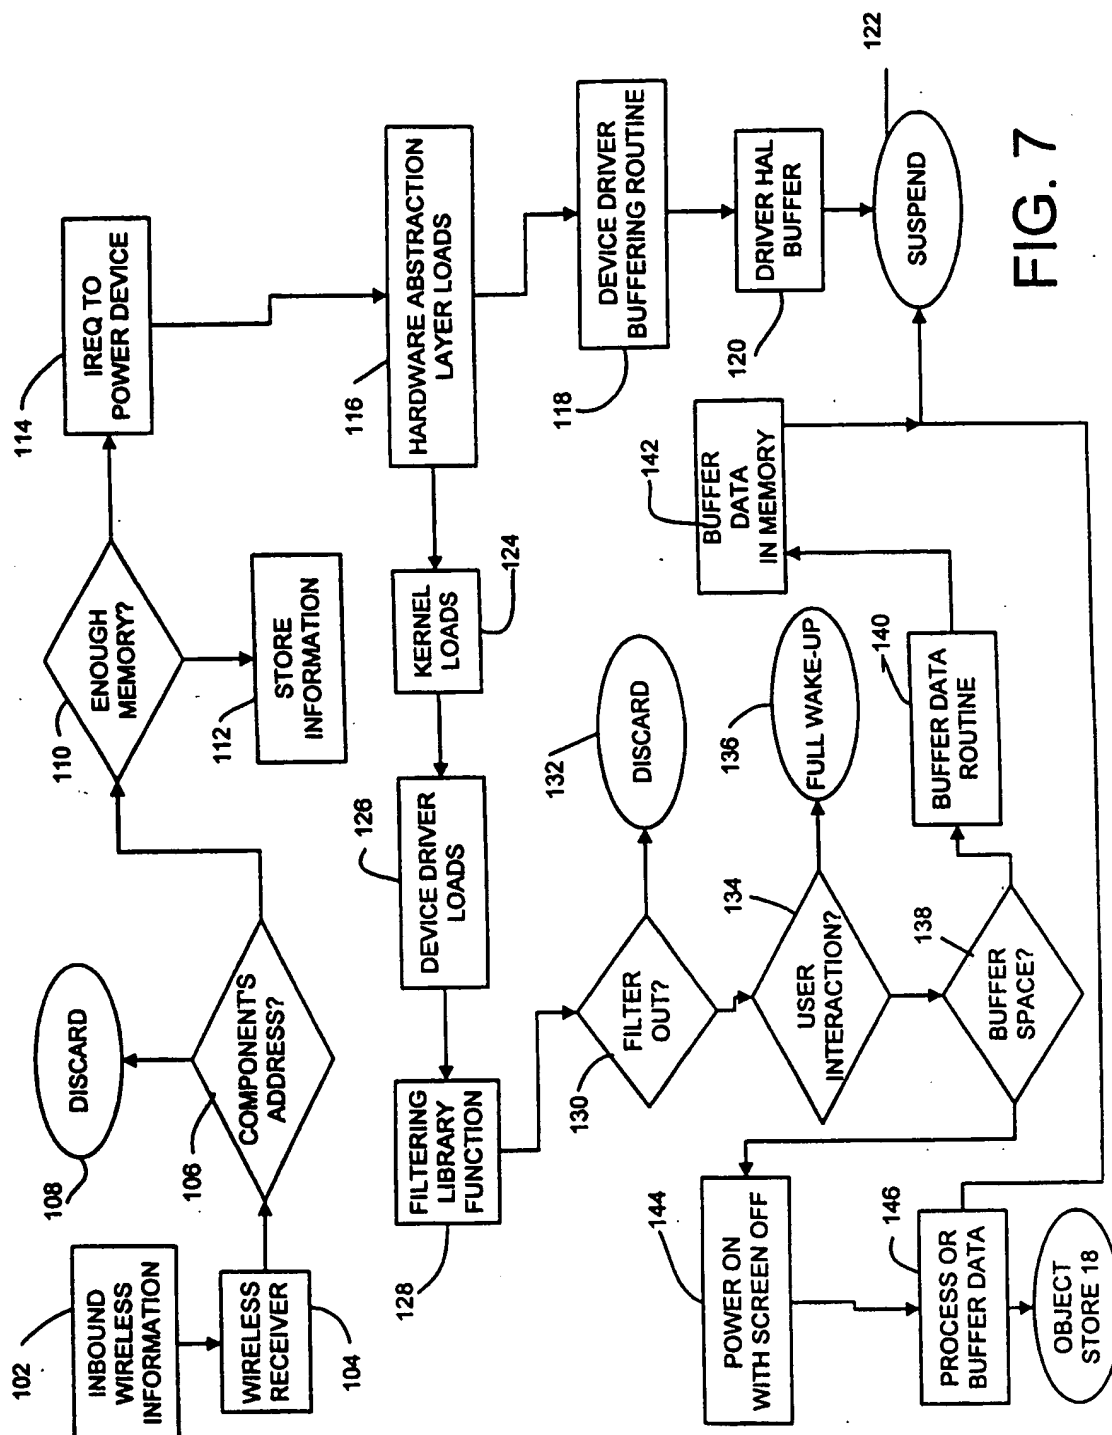 102
INBOUND
WIRELESS
INFORMATION
WIRELESS
RECEIVER
104
108
DISCARD
106
COMPONENT'S
ADDRESS?
110
ENOUGH
MEMORY?
112
STORE
INFORMATION
114
IREQ TO
POWER DEVICE
116
HARDWARE ABSTRACTION
LAYER LOADS
118
DEVICE DRIVER
BUFFERING ROUTINE
120
DRIVER HAL
BUFFER
122
SUSPEND
KERNEL
LOADS
124
126
DEVICE DRIVER
LOADS
FILTERING
LIBRARY
FUNCTION
128
130
FILTER
OUT?
132
DISCARD
134
USER
INTERACTION?
136
FULL WAKE-UP
138
BUFFER
SPACE?
140
BUFFER DATA
ROUTINE
142
BUFFER
DATA
IN MEMORY
144
POWER ON
WITH SCREEN OFF
146
PROCESS OR
BUFFER DATA
OBJECT
STORE 18
FIG. 7